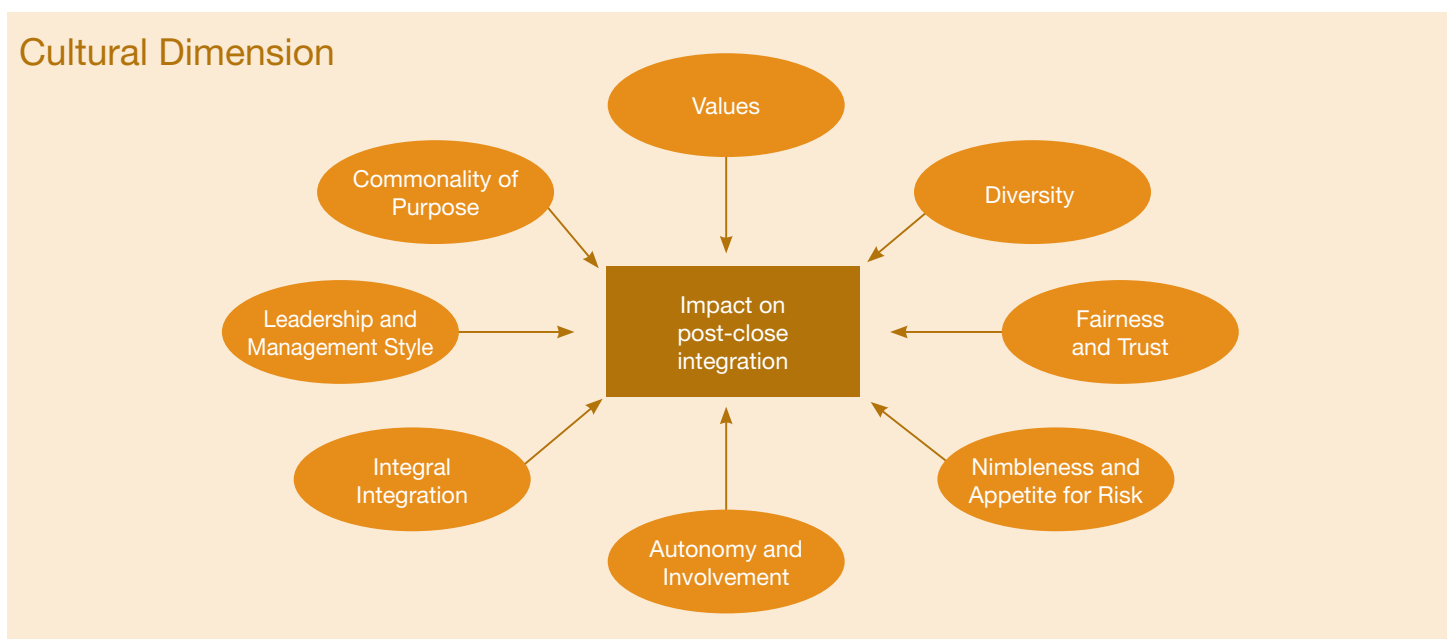 Cultural Dimension
Values
Commonality of
Purpose
Diversity
Leadership and
Management Style
Impact on
post-close
integration
Fairness
and Trust
Integral
Integration
Nimbleness and
Appetite for Risk
Autonomy and
Involvement